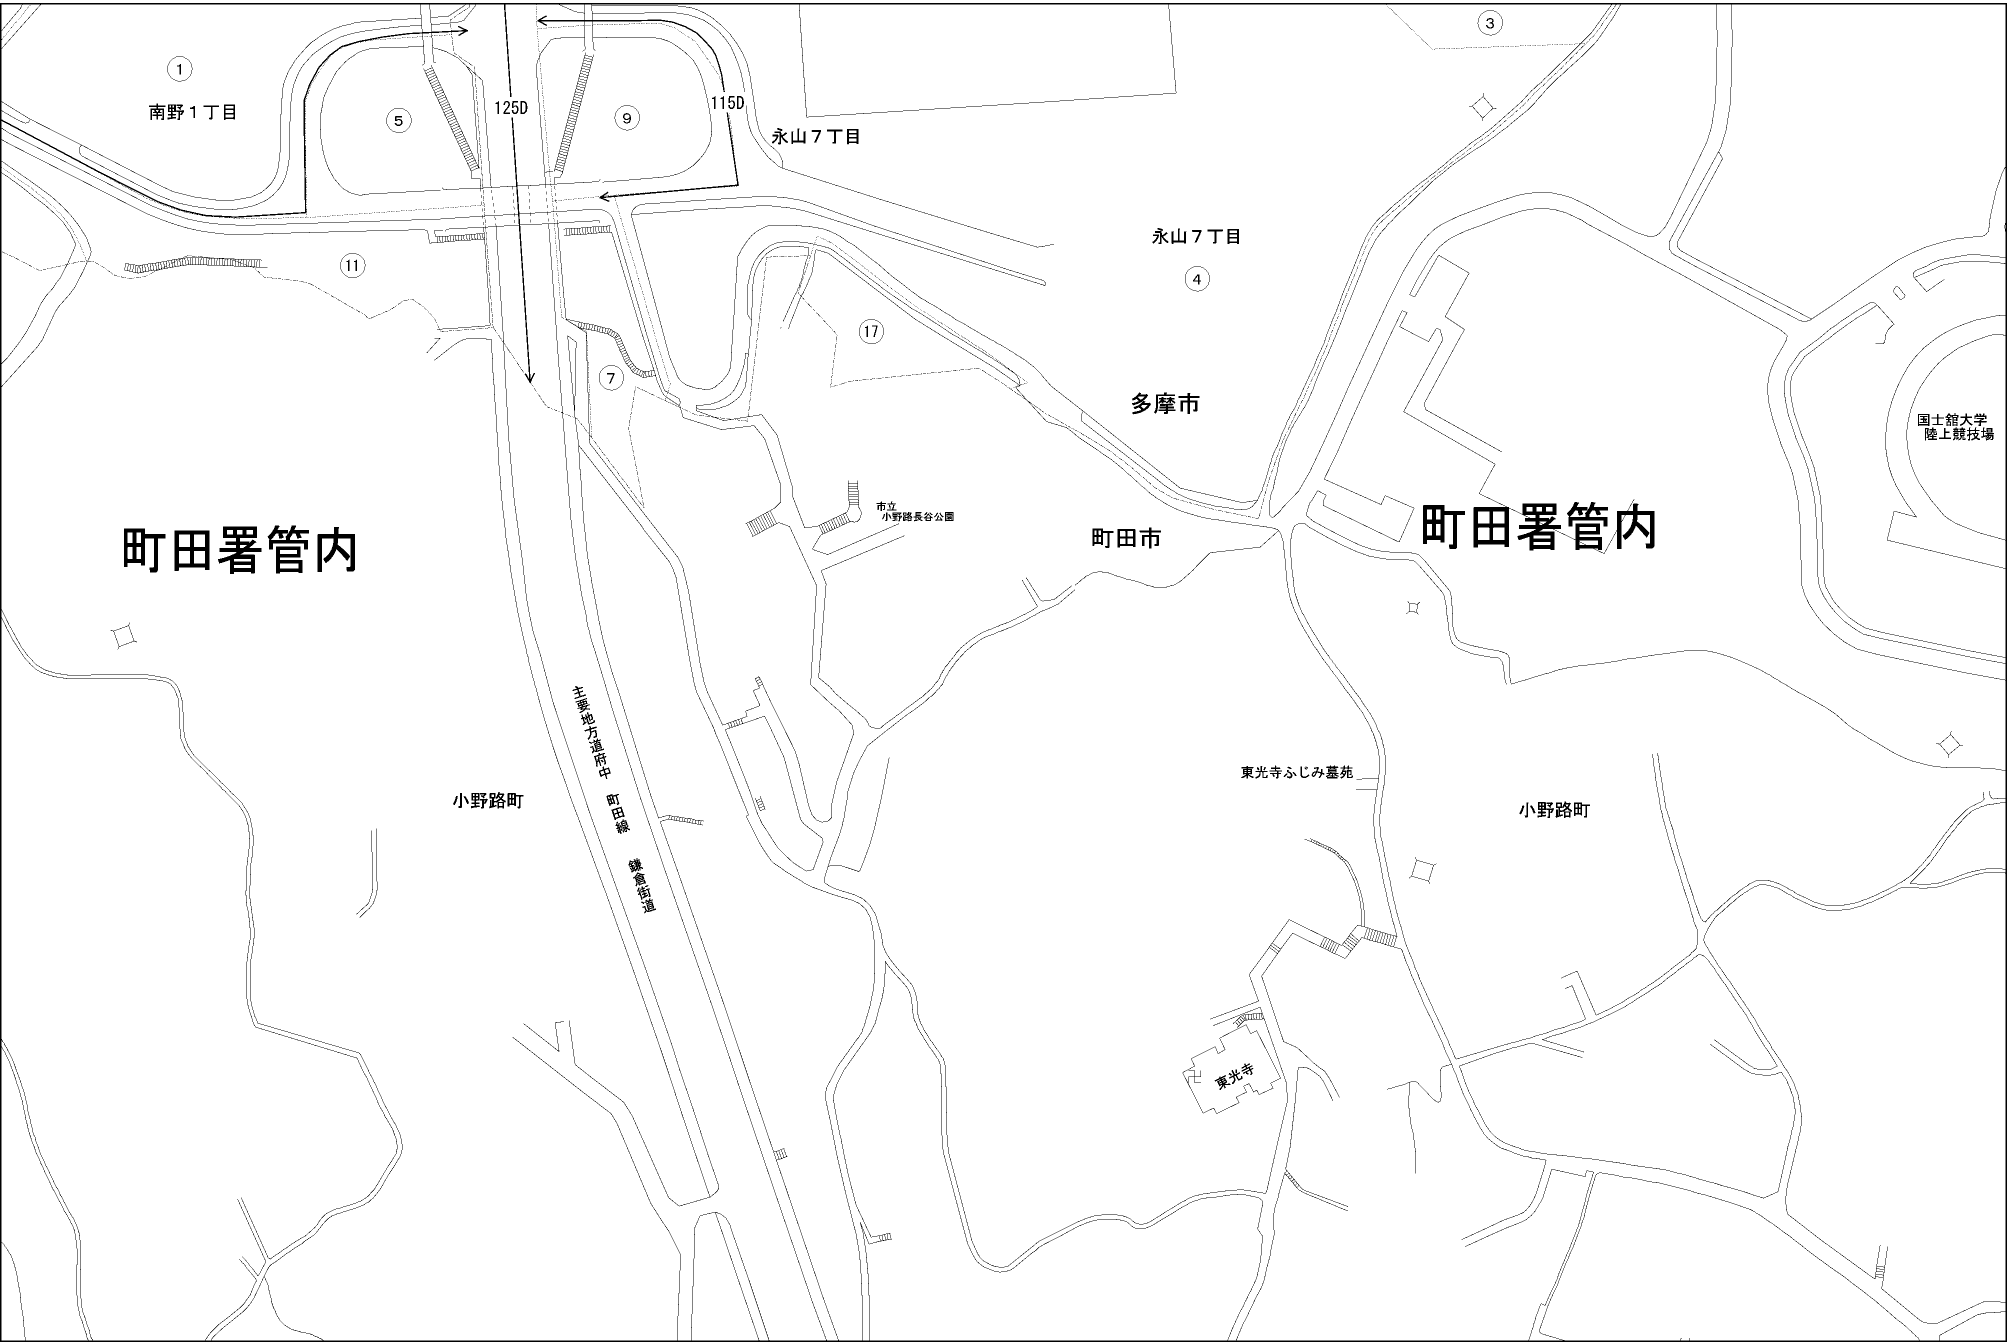 ③
①
125D
115D
南野1丁目
⑤
⑨
永山7丁目
永山7丁目
⑪
④
⑰
⑦
多摩市
国士舘大学
陸上競技場
市立
小野路長谷公園
町田署管内
町田市
町田署管内
主要地方道府中 町田線 鎌倉街道
東光寺ふじみ墓苑
小野路町
小野路町
東光寺